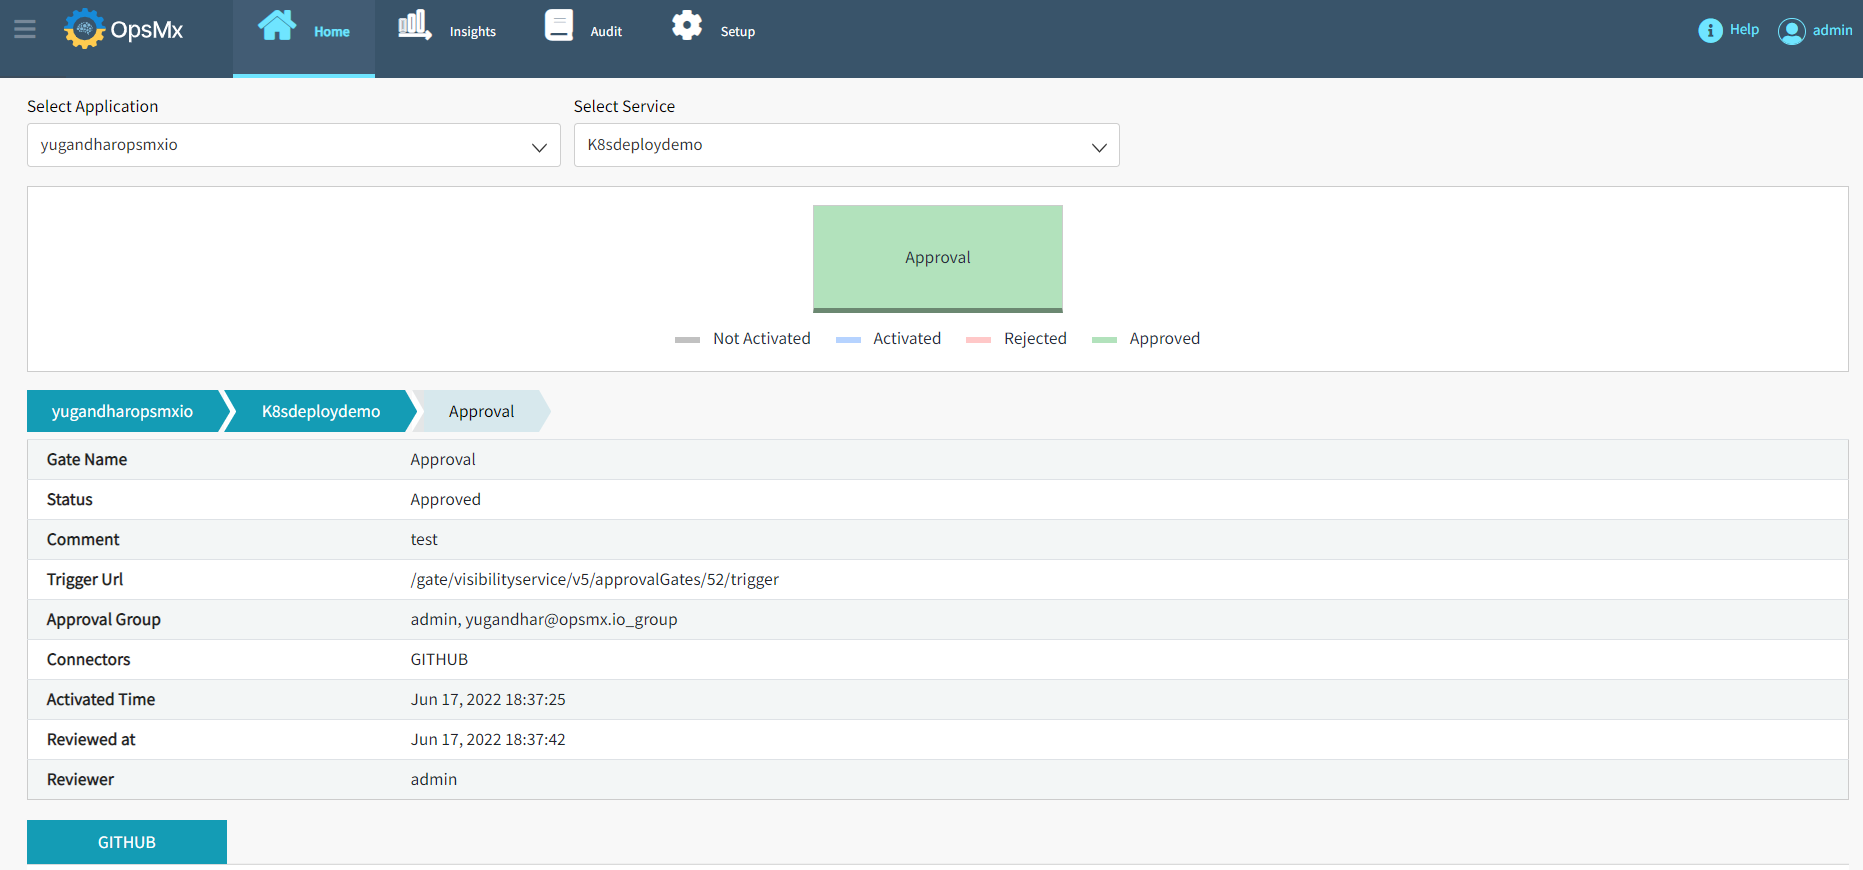 OpsMx Home Insights Audit Setup Help admin
Select Application Select Service
yugandharopsmxio K8sdeploydemo
Approval
Not Activated Activated Rejected Approved
yugandharopsmxio K8sdeploydemo Approval
Gate Name Approval
Status Approved
Comment test
Trigger Url /gate/visibilityservice/v5/approvalGates/52/trigger
Approval Group admin, yugandhar@opsmx.io_group
Connectors GITHUB
Activated Time Jun 17, 2022 18:37:25
Reviewed at Jun 17, 2022 18:37:42
Reviewer admin
GITHUB